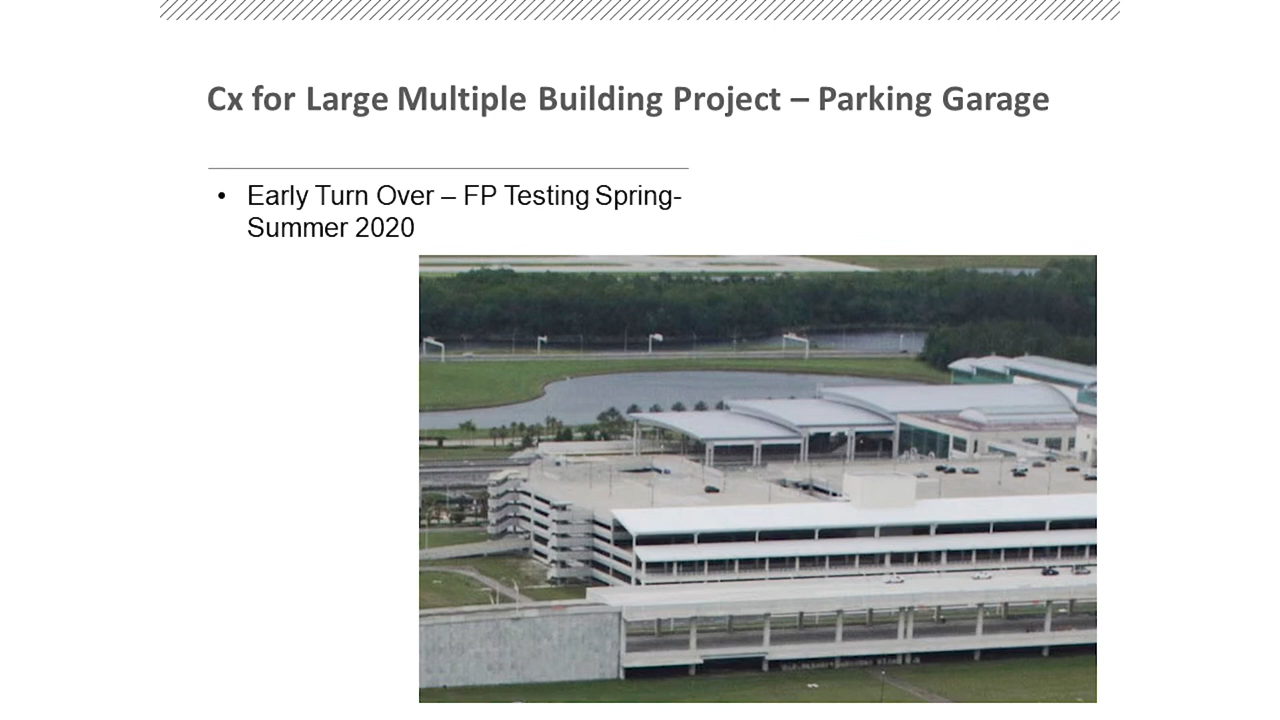 Cx for Large Multiple Building Project – Parking Garage
• Early Turn Over – FP Testing Spring-
Summer 2020